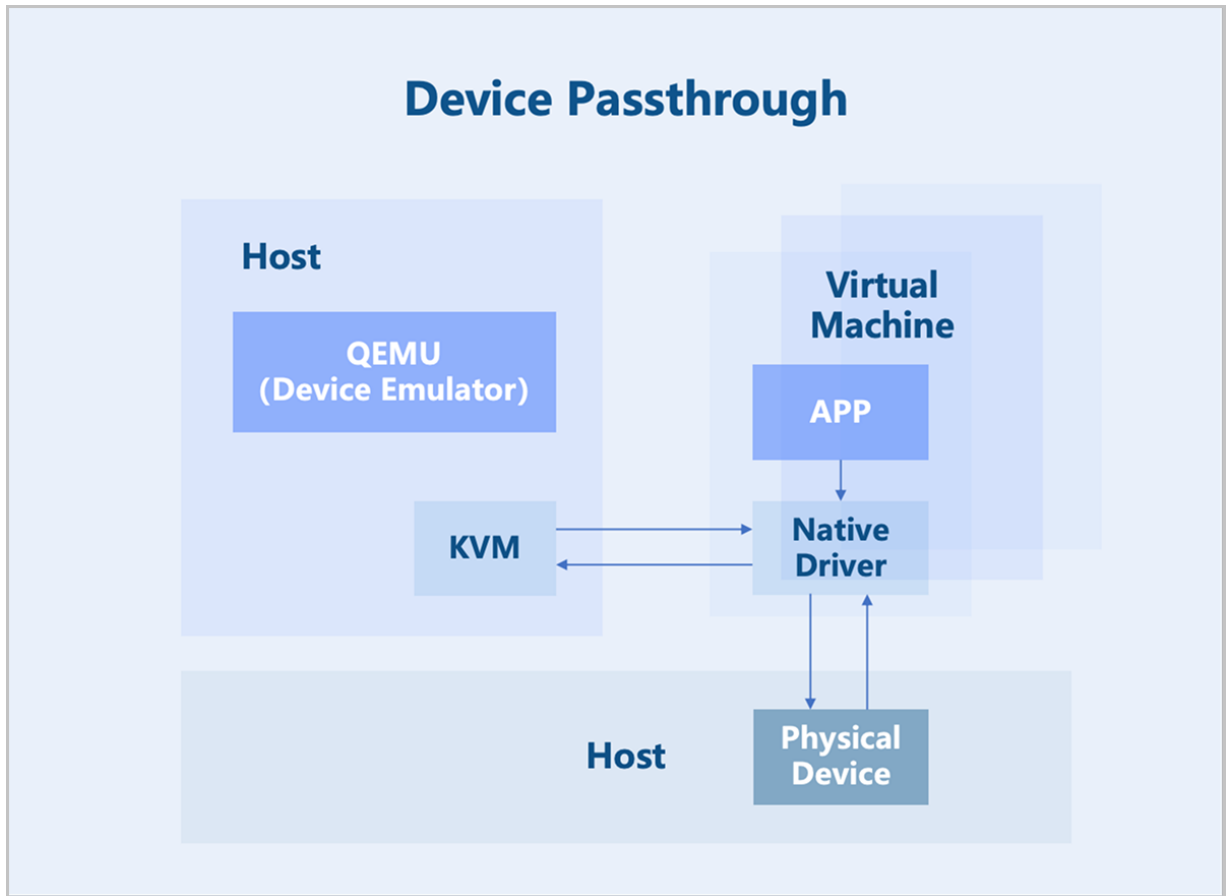 Device Passthrough
Host
QEMU
(Device Emulator)
KVM
Virtual
Machine
APP
Native
Driver
Host
Physical
Device